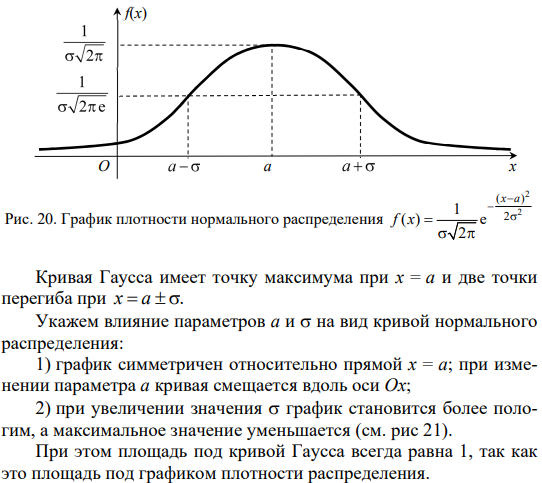 f(x)
1
σ√2π
1
σ√2πe
O a – σ a a + σ x
Рис. 20. График плотности нормального распределения f(x) = 1/(σ√2π) e^(−(x−a)²/(2σ²))
Кривая Гаусса имеет точку максимума при x = a и две точки
перегиба при x = a ± σ.
Укажем влияние параметров a и σ на вид кривой нормального
распределения:
1) график симметричен относительно прямой x = a; при изме-
нении параметра a кривая смещается вдоль оси Ox;
2) при увеличении значения σ график становится более поло-
гим, а максимальное значение уменьшается (см. рис 21).
При этом площадь под кривой Гаусса всегда равна 1, так как
это площадь под графиком плотности распределения.